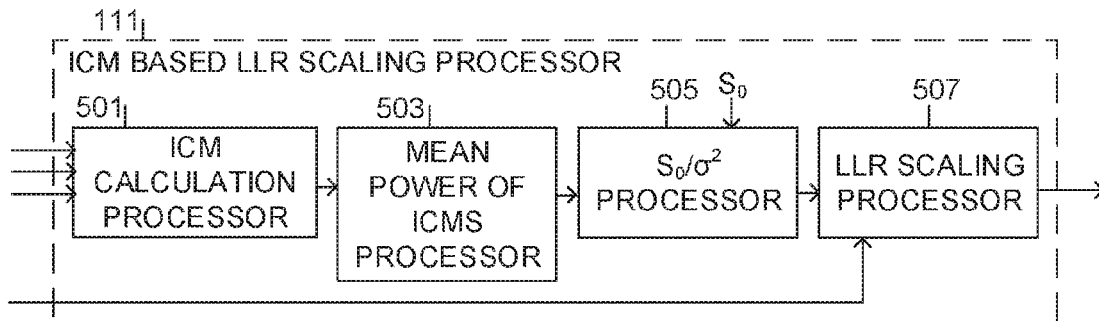 111
ICM BASED LLR SCALING PROCESSOR
501
ICM
CALCULATION
PROCESSOR
503
MEAN
POWER OF
ICMS
PROCESSOR
505
S₀
S₀/σ²
PROCESSOR
507
LLR SCALING
PROCESSOR